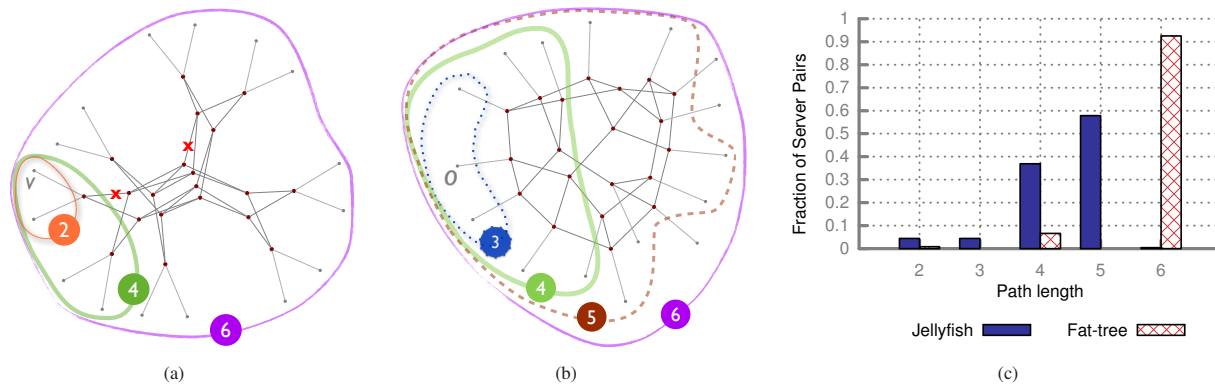 v
x
x
2
4
6
(a)
O
3
4
5
6
(b)
Fraction of Server Pairs
1
0.9
0.8
0.7
0.6
0.5
0.4
0.3
0.2
0.1
0
2 3 4 5 6
Path length
Jellyfish Fat-tree
(c)